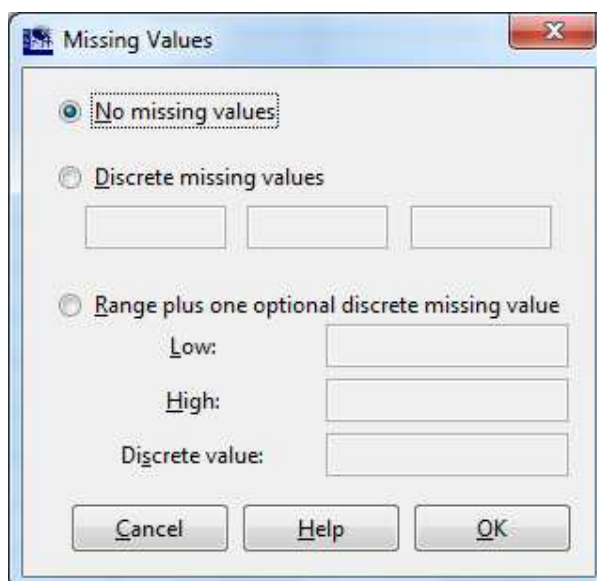 Missing Values
No missing values
Discrete missing values
Range plus one optional discrete missing value
Low:
High:
Discrete value:
Cancel Help OK